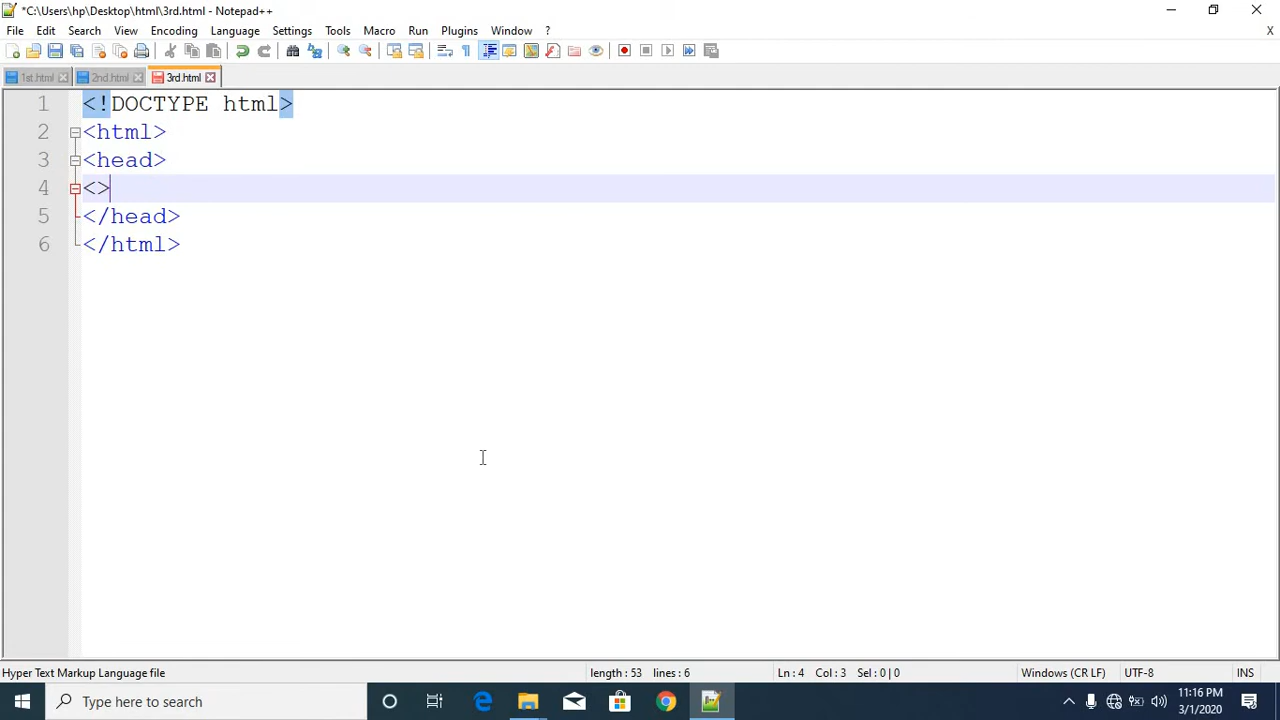 *C:\Users\hp\Desktop\html\3rd.html - Notepad++
File Edit Search View Encoding Language Settings Tools Macro Run Plugins Window ? X
1st.html 2nd.html 3rd.html
1 <!DOCTYPE html>
2 <html>
3 <head>
4 <>
5 </head>
6 </html>
Hyper Text Markup Language file length : 53 lines : 6 Ln : 4 Col : 3 Sel : 0 | 0 Windows (CR LF) UTF-8 INS
Type here to search
11:16 PM
3/1/2020